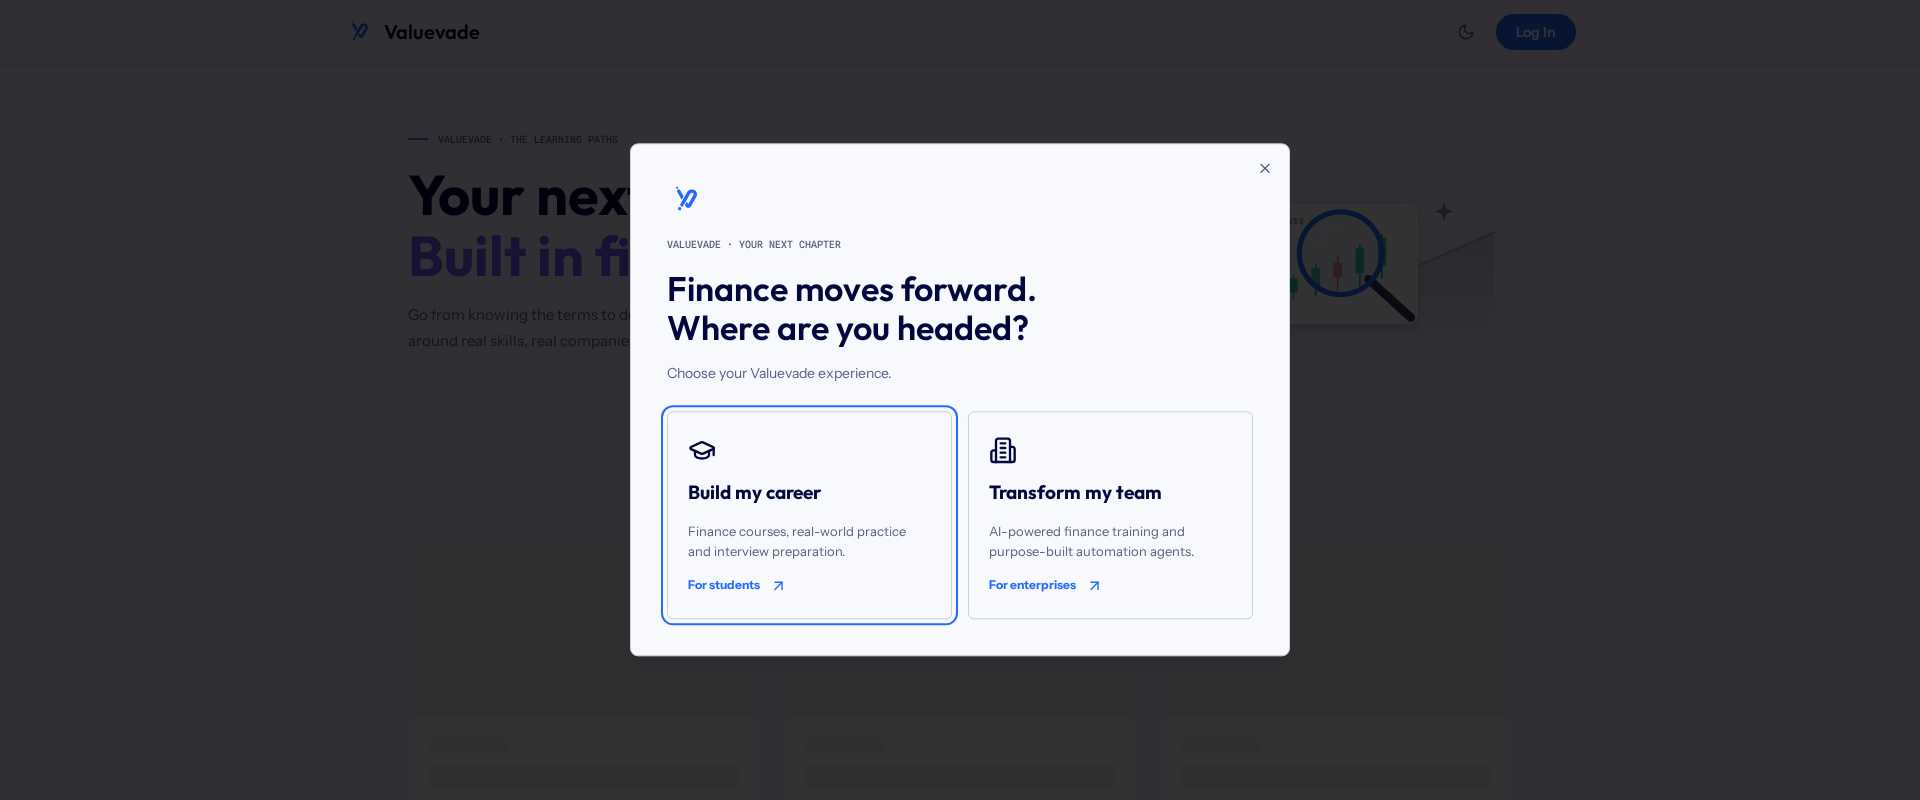 Valuevade
Log In
VALUEVADE • THE LEARNING PATHS
Your next
Built in fi
Go from knowing the terms to d
around real skills, real companie
VALUEVADE • YOUR NEXT CHAPTER
Finance moves forward.
Where are you headed?
Choose your Valuevade experience.
Build my career
Finance courses, real-world practice
and interview preparation.
For students
Transform my team
AI-powered finance training and
purpose-built automation agents.
For enterprises